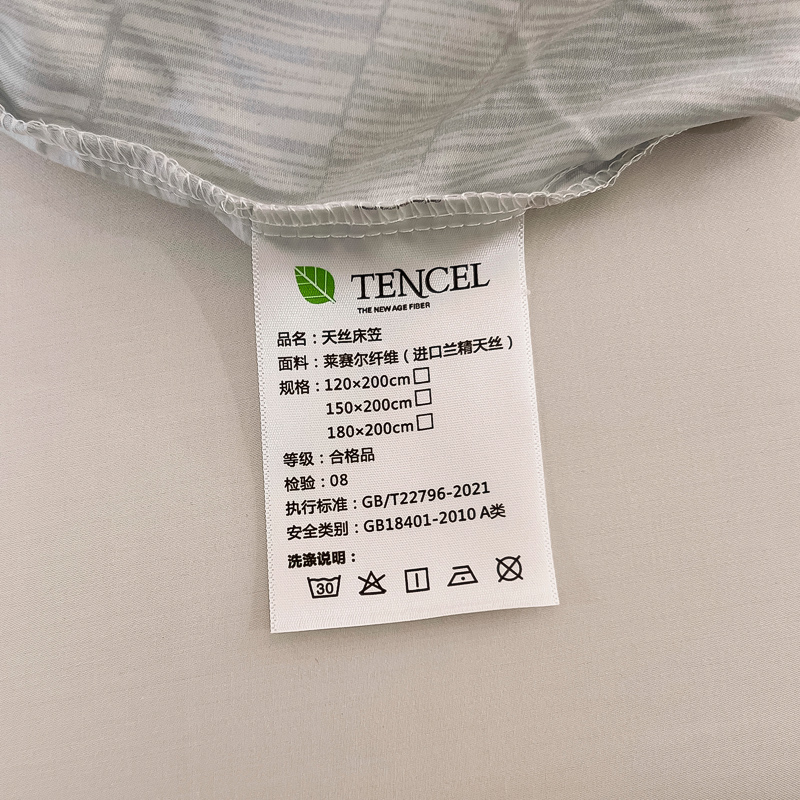 TENCEL
THE NEW AGE FIBER
品名：天丝床笠
面料：莱赛尔纤维（进口兰精天丝）
规格：120×200cm□
150×200cm□
180×200cm□
等级：合格品
检验：08
执行标准：GB/T22796-2021
安全类别：GB18401-2010 A类
洗涤说明：
30